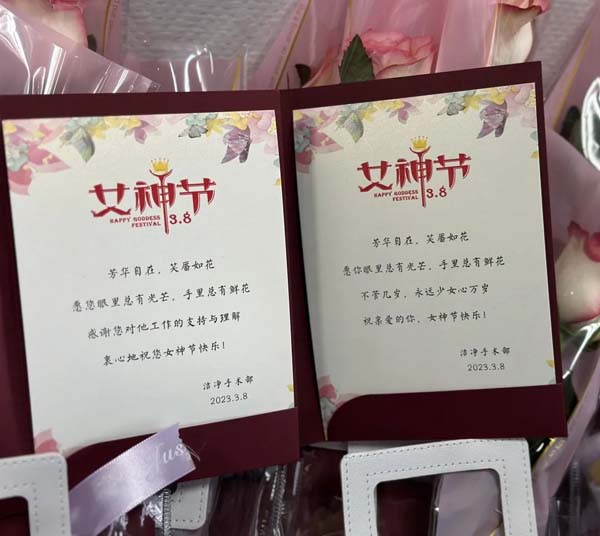 女神节
HAPPY GODDESS
FESTIVAL
3.8
芳华自在，笑屠如花
愿您眼里总有光芒，手里总有鲜花
感谢您对他工作的支持与理解
衷心地祝您女神节快乐！
洁净手术部
2023.3.8
女神节
HAPPY GODDESS
FESTIVAL
3.8
芳华自在，笑屠如花
愿你眼里总有光芒，手里总有鲜花
不管几岁，永远少女心万岁
祝亲爱的你，女神节快乐！
洁净手术部
2023.3.8